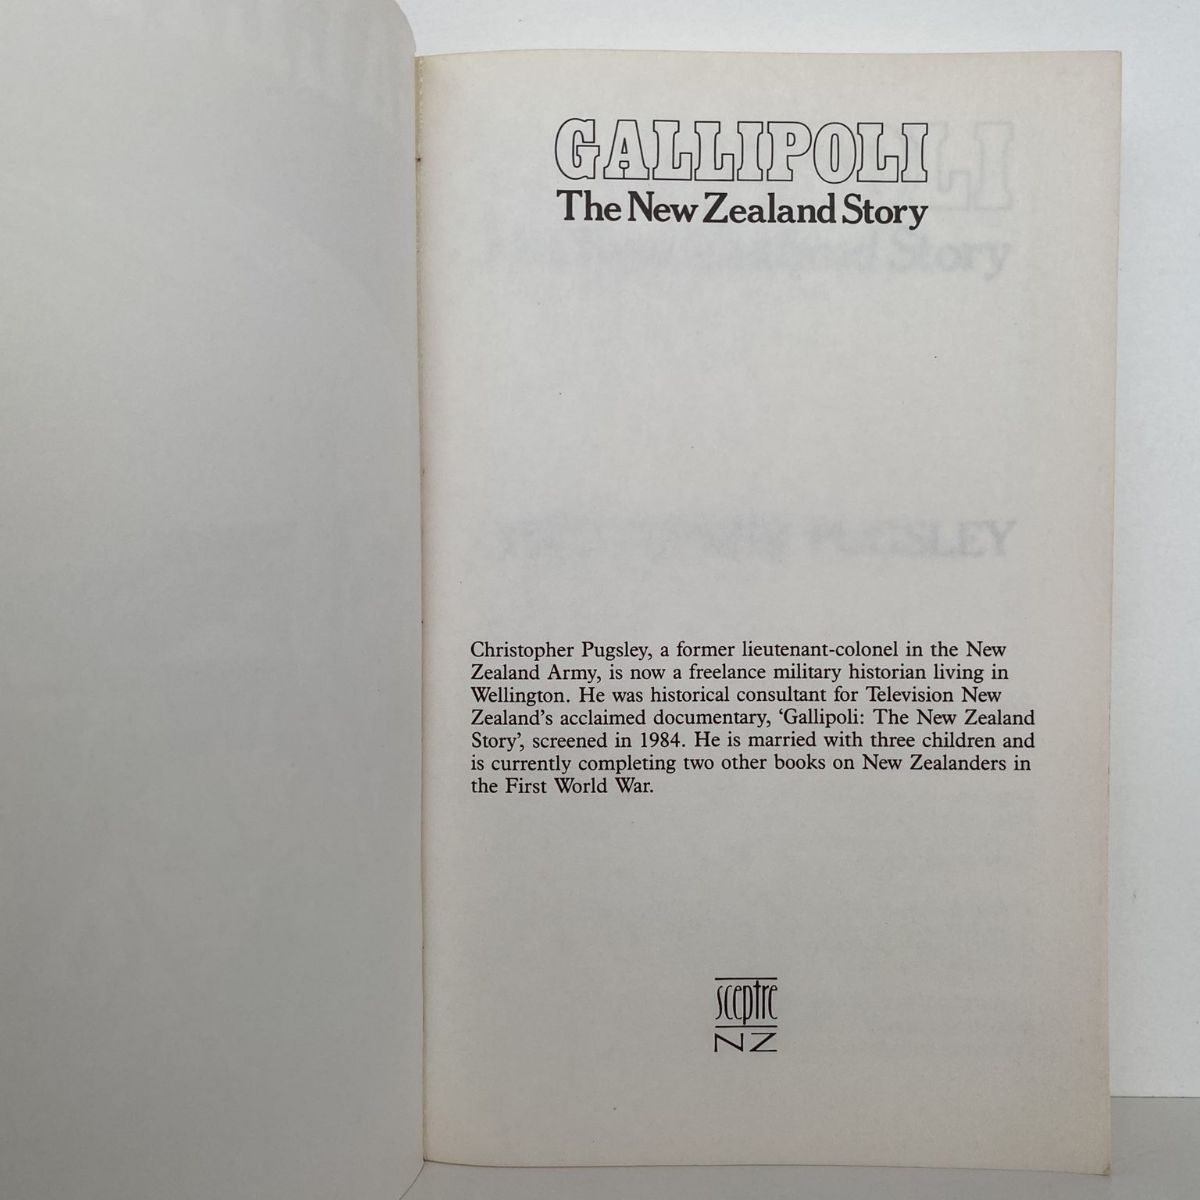 GALLIPOLI
The New Zealand Story
LI
Story
PUGSLEY
Christopher Pugsley, a former lieutenant-colonel in the New
Zealand Army, is now a freelance military historian living in
Wellington. He was historical consultant for Television New
Zealand's acclaimed documentary, ‘Gallipoli: The New Zealand
Story’, screened in 1984. He is married with three children and
is currently completing two other books on New Zealanders in
the First World War.
sceptre
NZ